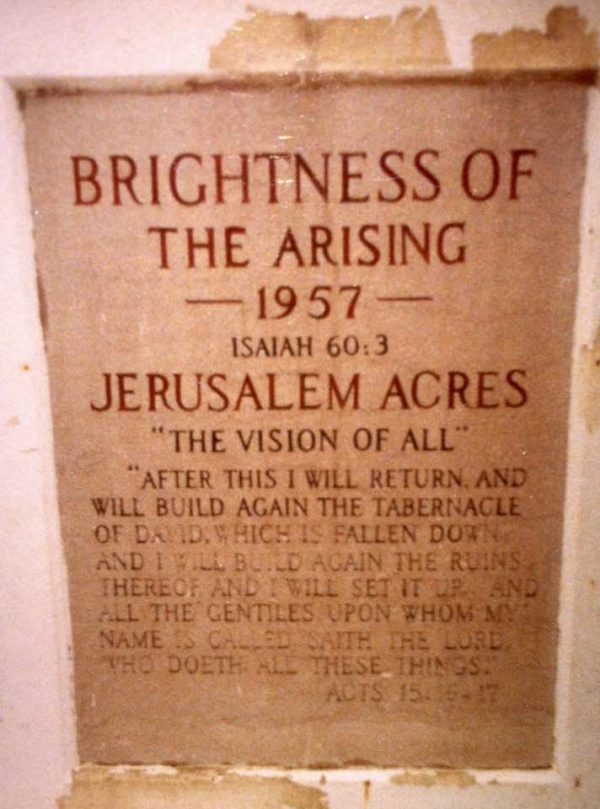 BRIGHTNESS OF
THE ARISING
— 1957 —
ISAIAH 60:3
JERUSALEM ACRES
"THE VISION OF ALL"
"AFTER THIS I WILL RETURN, AND
WILL BUILD AGAIN THE TABERNACLE
OF DAVID, WHICH IS FALLEN DOWN;
AND I WILL BUILD AGAIN THE RUINS
THEREOF, AND I WILL SET IT UP: AND
ALL THE GENTILES UPON WHOM MY
NAME IS CALLED SAITH THE LORD,
WHO DOETH ALL THESE THINGS."
ACTS 15:16-17